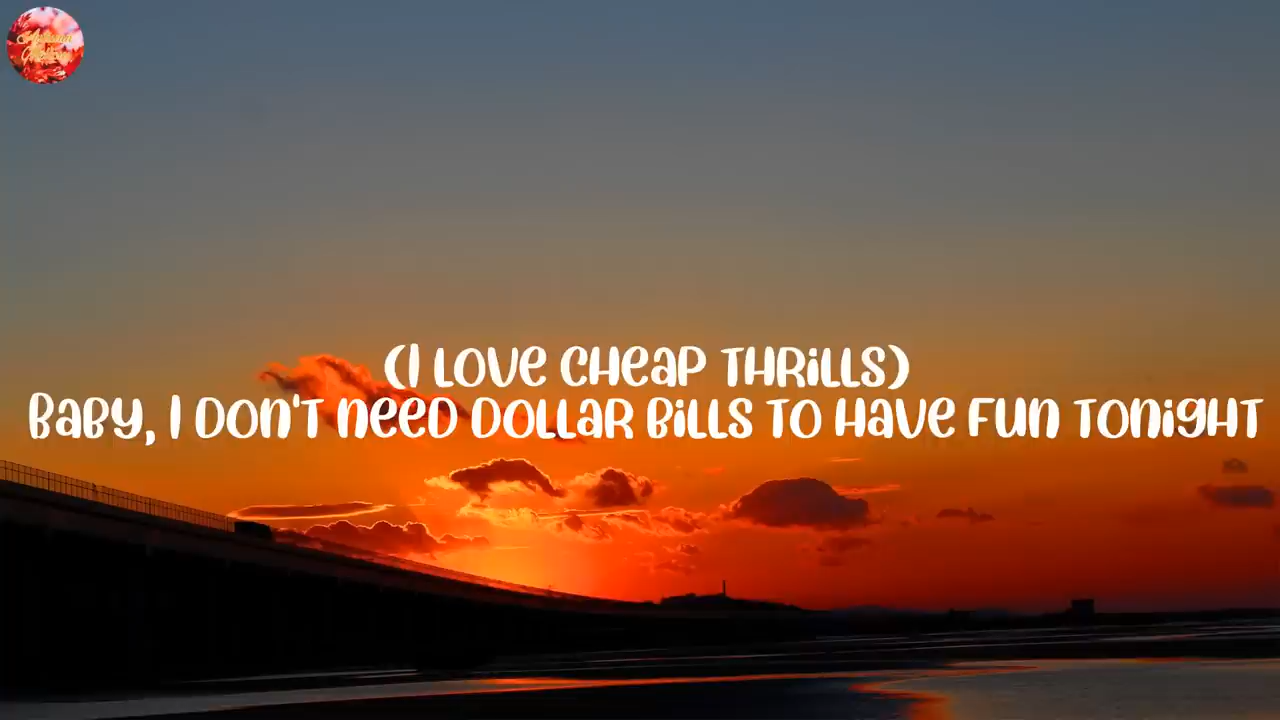 (I LOVE CHEAP THRILLS)
BABY, I DON'T NEED DOLLAR BILLS TO HAVE FUN TONIGHT